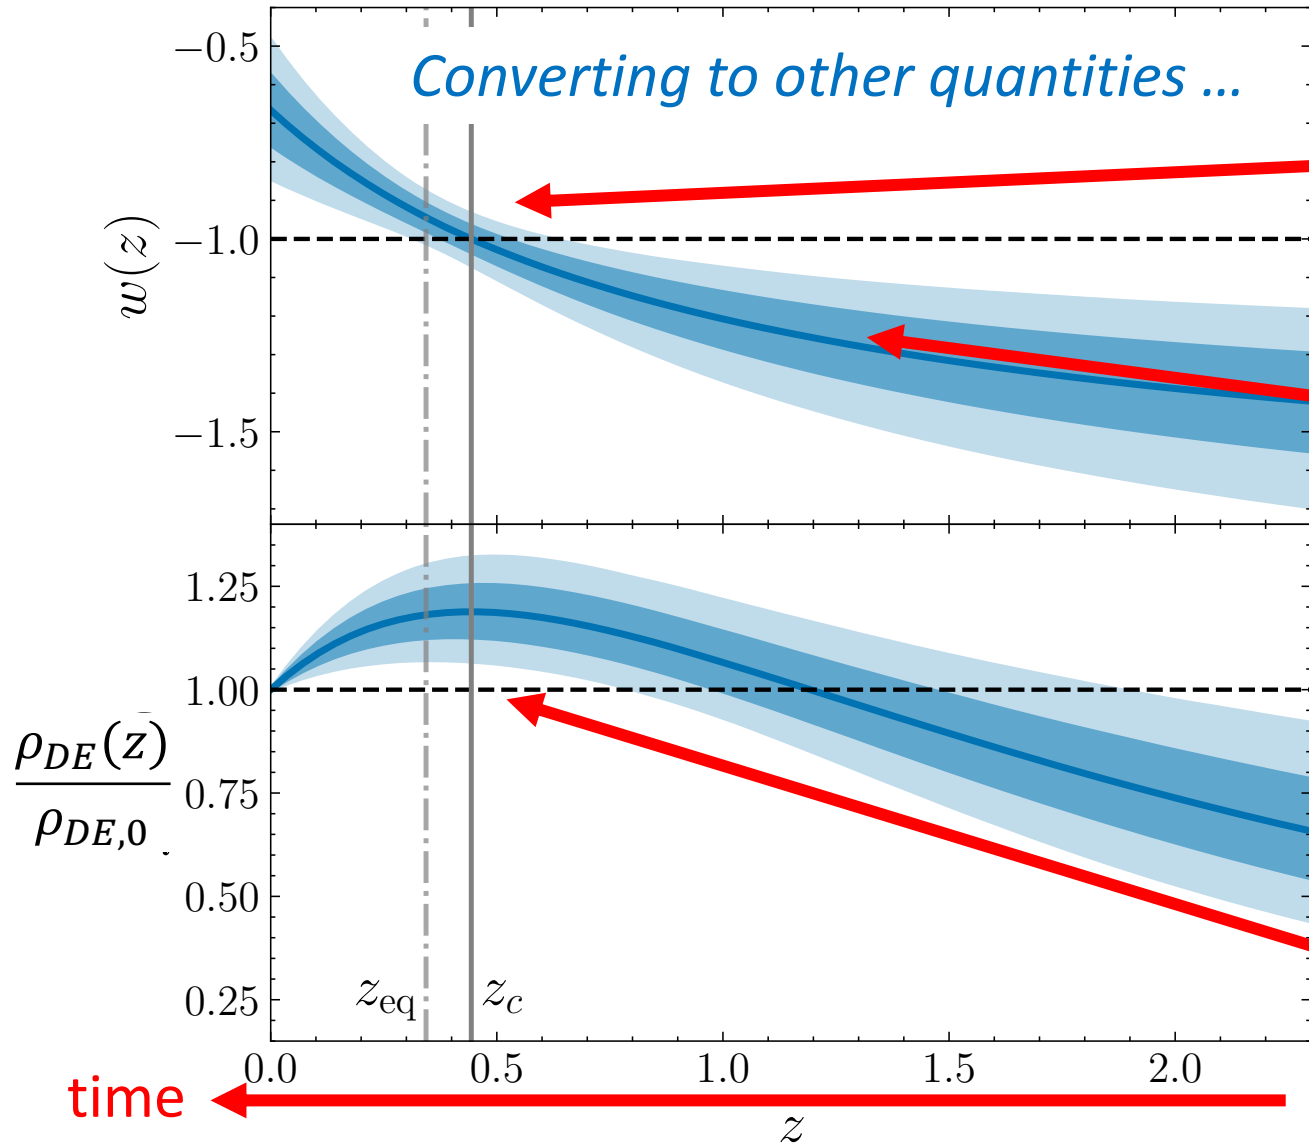 Converting to other quantities ...
−0.5
−1.0
−1.5
w(z)
1.25
1.00
0.75
0.50
0.25
ρ_DE(z)
ρ_DE,0
z_eq
z_c
0.0 0.5 1.0 1.5 2.0
time
z